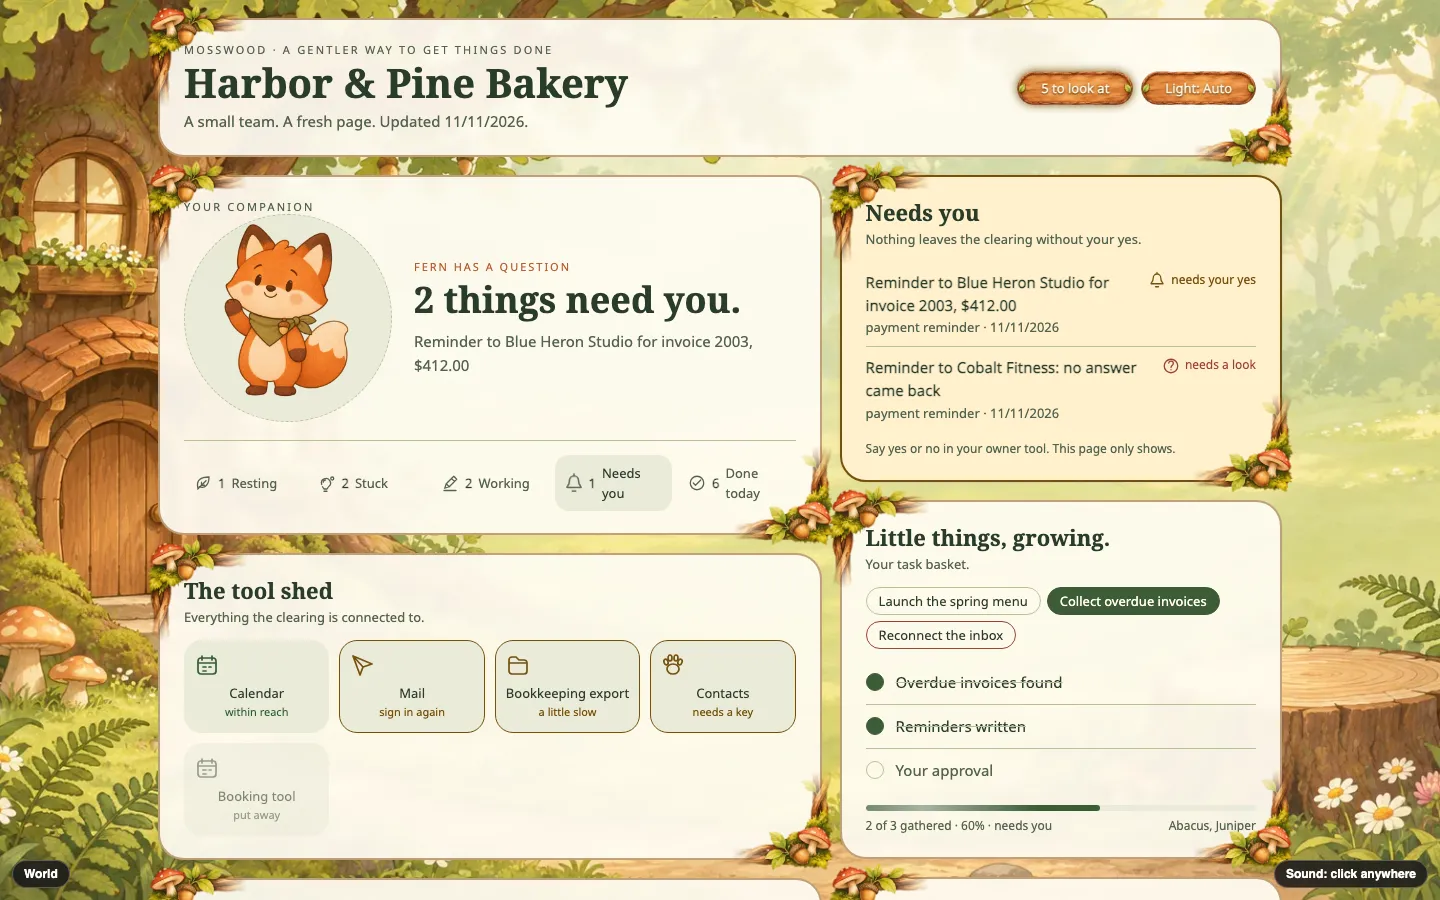 MOSSWOOD · A GENTLER WAY TO GET THINGS DONE
Harbor & Pine Bakery
A small team. A fresh page. Updated 11/11/2026.
5 to look at
Light: Auto
YOUR COMPANION
FERN HAS A QUESTION
2 things need you.
Reminder to Blue Heron Studio for invoice 2003,
$412.00
1 Resting
2 Stuck
2 Working
1 Needs
you
6 Done
today
Needs you
Nothing leaves the clearing without your yes.
Reminder to Blue Heron Studio for
invoice 2003, $412.00
needs your yes
payment reminder · 11/11/2026
Reminder to Cobalt Fitness: no answer
came back
needs a look
payment reminder · 11/11/2026
Say yes or no in your owner tool. This page only shows.
The tool shed
Everything the clearing is connected to.
Calendar
within reach
Mail
sign in again
Bookkeeping export
a little slow
Contacts
needs a key
Booking tool
put away
Little things, growing.
Your task basket.
Launch the spring menu
Collect overdue invoices
Reconnect the inbox
Overdue invoices found
Reminders written
Your approval
2 of 3 gathered · 60% · needs you
Abacus, Juniper
World
Sound: click anywhere